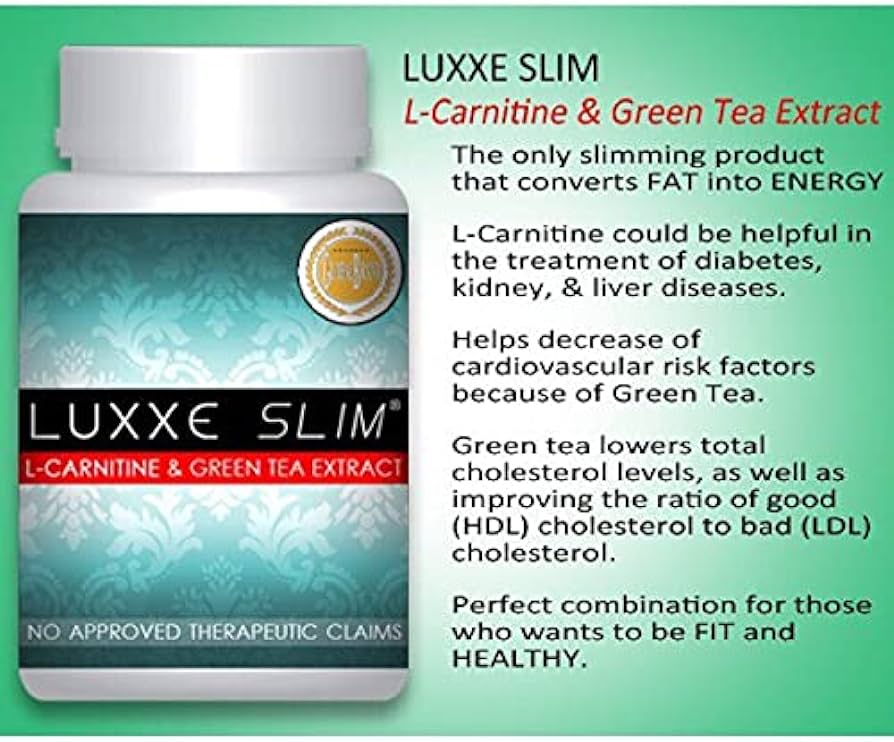 LUXXE SLIM
L-Carnitine & Green Tea Extract
The only slimming product
that converts FAT into ENERGY
L-Carnitine could be helpful in
the treatment of diabetes,
kidney, & liver diseases.
Helps decrease of
cardiovascular risk factors
because of Green Tea.
Green tea lowers total
cholesterol levels, as well as
improving the ratio of good
(HDL) cholesterol to bad (LDL)
cholesterol.
Perfect combination for those
who wants to be FIT and
HEALTHY.
LUXXE SLIM®
L-CARNITINE & GREEN TEA EXTRACT
NO APPROVED THERAPEUTIC CLAIMS